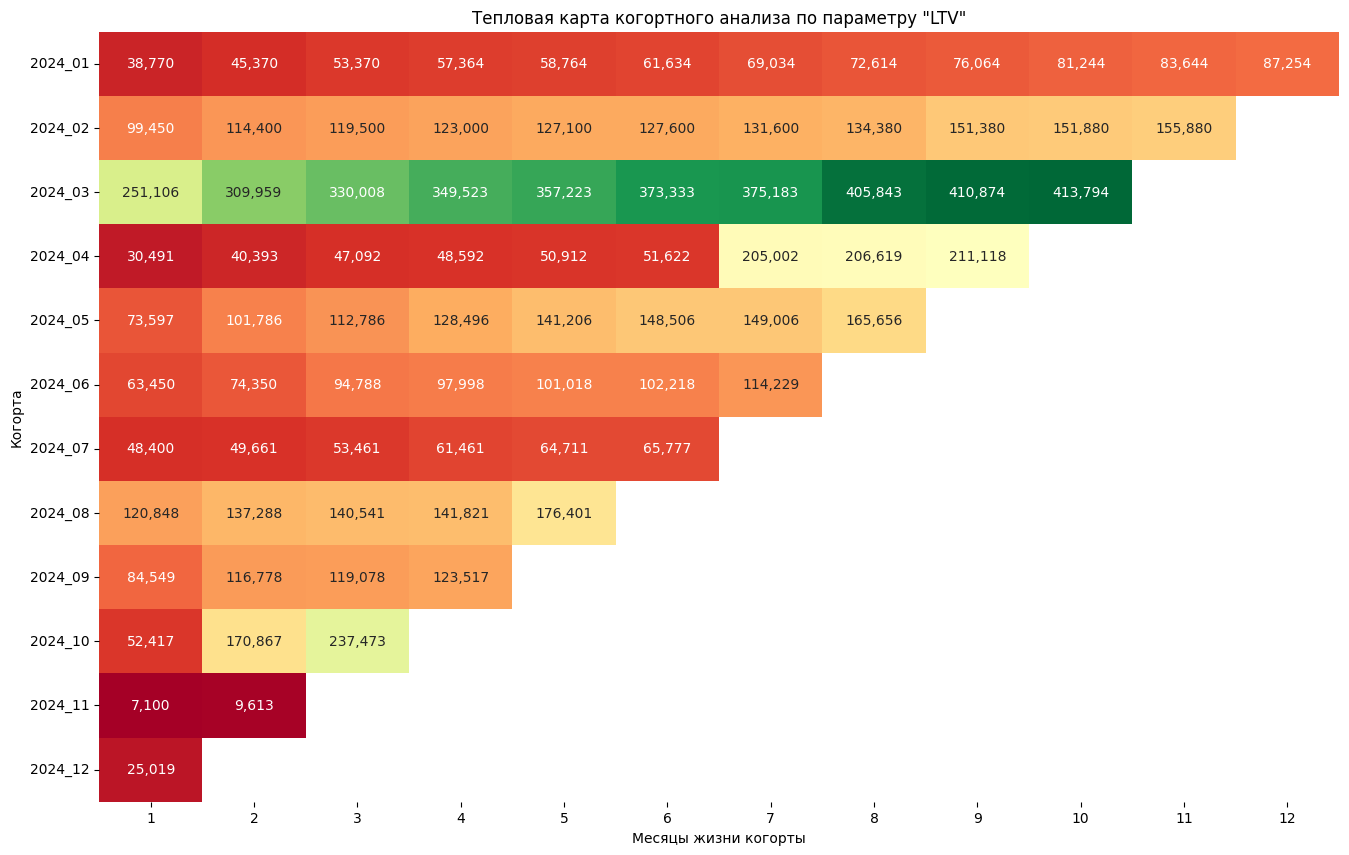 Тепловая карта когортного анализа по параметру "LTV"
Когорта
2024_01 38,770 45,370 53,370 57,364 58,764 61,634 69,034 72,614 76,064 81,244 83,644 87,254
2024_02 99,450 114,400 119,500 123,000 127,100 127,600 131,600 134,380 151,380 151,880 155,880
2024_03 251,106 309,959 330,008 349,523 357,223 373,333 375,183 405,843 410,874 413,794
2024_04 30,491 40,393 47,092 48,592 50,912 51,622 205,002 206,619 211,118
2024_05 73,597 101,786 112,786 128,496 141,206 148,506 149,006 165,656
2024_06 63,450 74,350 94,788 97,998 101,018 102,218 114,229
2024_07 48,400 49,661 53,461 61,461 64,711 65,777
2024_08 120,848 137,288 140,541 141,821 176,401
2024_09 84,549 116,778 119,078 123,517
2024_10 52,417 170,867 237,473
2024_11 7,100 9,613
2024_12 25,019
1 2 3 4 5 6 7 8 9 10 11 12
Месяцы жизни когорты